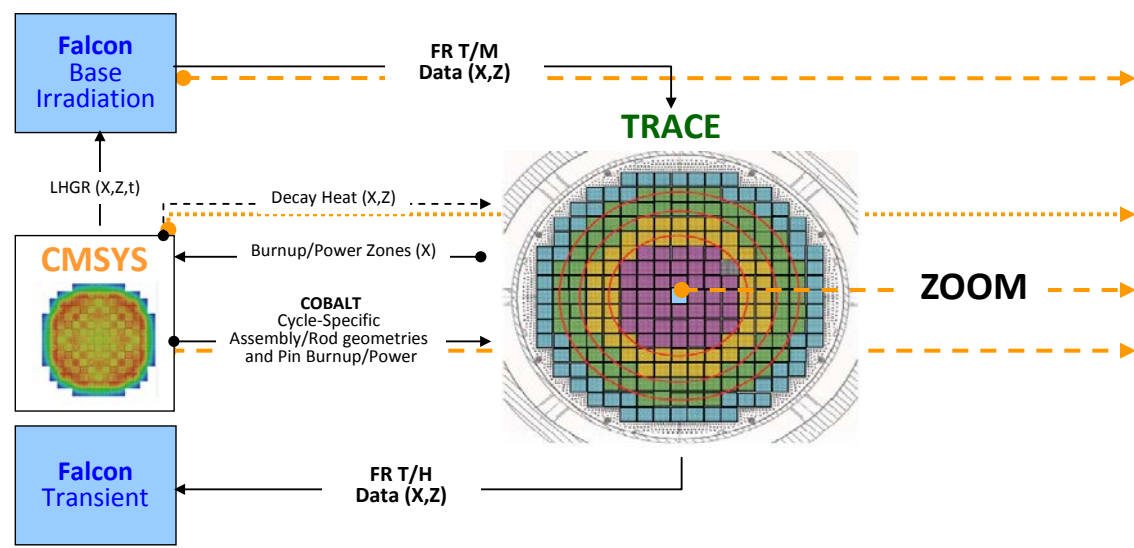 Falcon
Base
Irradiation
FR T/M
Data (X,Z)
TRACE
LHGR (X,Z,t)
Decay Heat (X,Z)
CMSYS
Burnup/Power Zones (X)
COBALT
Cycle-Specific
Assembly/Rod geometries
and Pin Burnup/Power
ZOOM
Falcon
Transient
FR T/H
Data (X,Z)